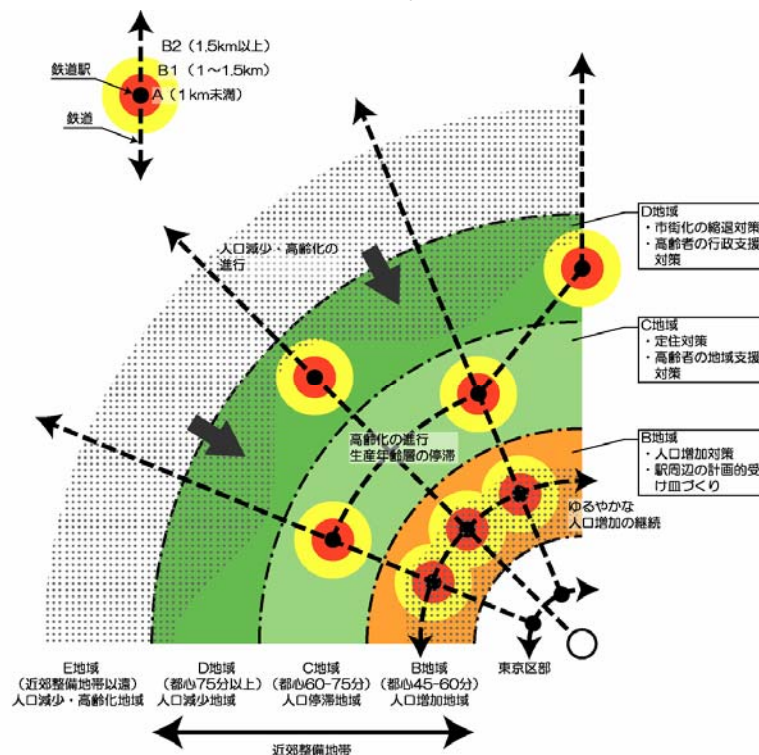 B2（1.5km以上）
B1（1～1.5km）
鉄道駅
A（1km未満）
鉄道
人口減少・高齢化の
進行
D地域
・市街化の縮退対策
・高齢者の行政支援
対策
C地域
・定住対策
・高齢者の地域支援
対策
高齢化の進行
生産年齢層の停滞
B地域
・人口増加対策
・駅周辺の計画的受
け皿づくり
ゆるやかな
人口増加の継続
E地域
（近郊整備地帯以遠）
人口減少・高齢化地域
D地域
（都心75分以上）
人口減少地域
C地域
（都心60-75分）
人口停滞地域
B地域
（都心45-60分）
人口増加地域
東京区部
近郊整備地帯